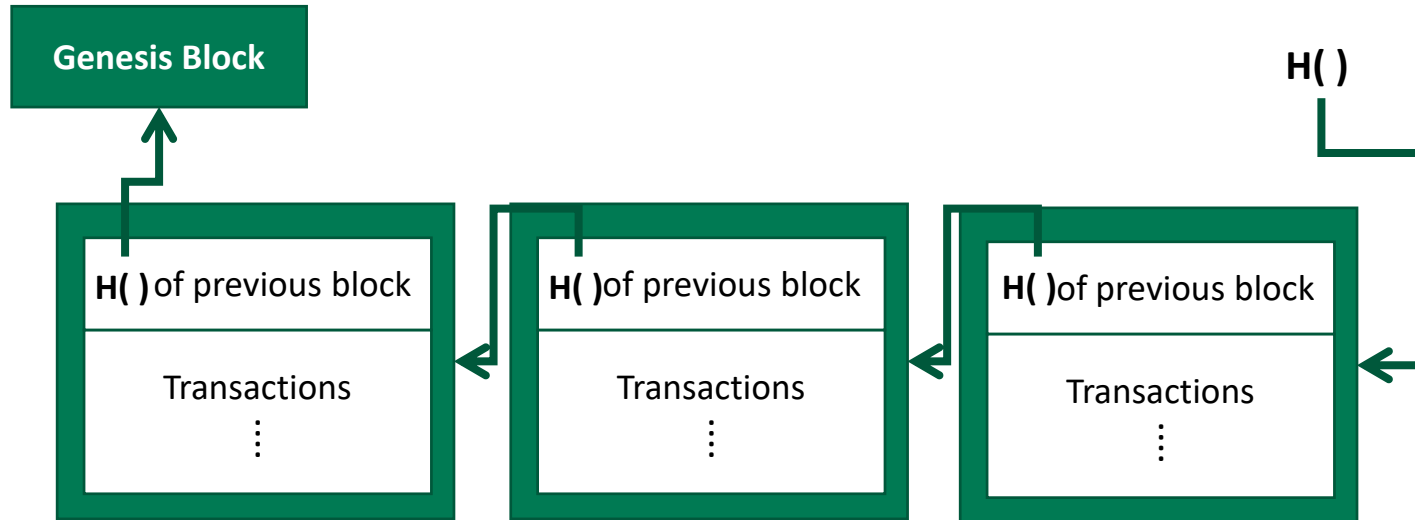 Genesis Block
H( )
H( ) of previous block
Transactions
⋮
H( )of previous block
Transactions
⋮
H( )of previous block
Transactions
⋮